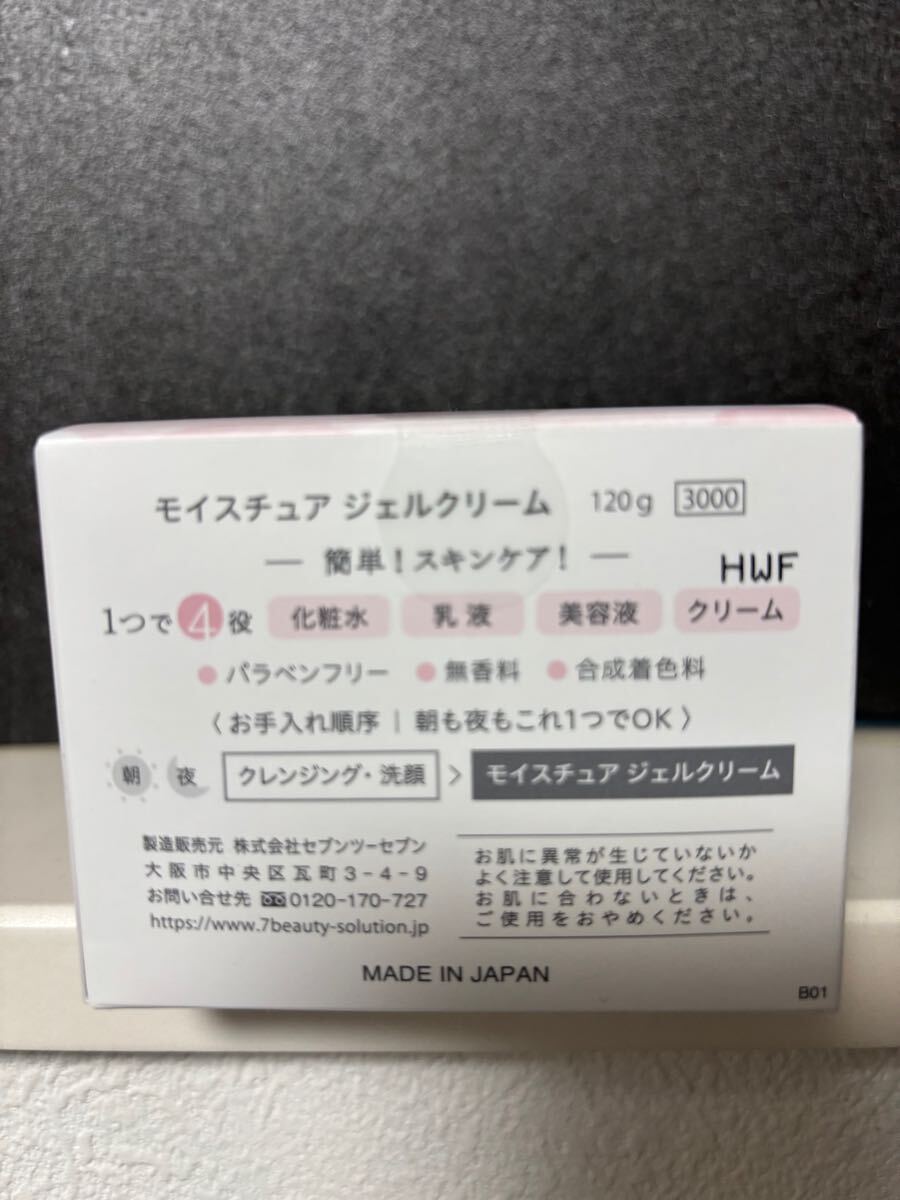 モイスチュア ジェルクリーム 120g 3000
― 簡単！スキンケア！ ―
HWF
1つで4役 化粧水 乳液 美容液 クリーム
●パラベンフリー ●無香料 ●合成着色料
〈お手入れ順序｜朝も夜もこれ1つでOK〉
朝 夜 クレンジング・洗顔 > モイスチュア ジェルクリーム
製造販売元 株式会社セブンツーセブン
大阪市中央区瓦町3-4-9
お問い合せ先 0120-170-727
https://www.7beauty-solution.jp
お肌に異常が生じていないか
よく注意して使用してください。
お肌に合わないときは、
ご使用をおやめください。
MADE IN JAPAN
B01